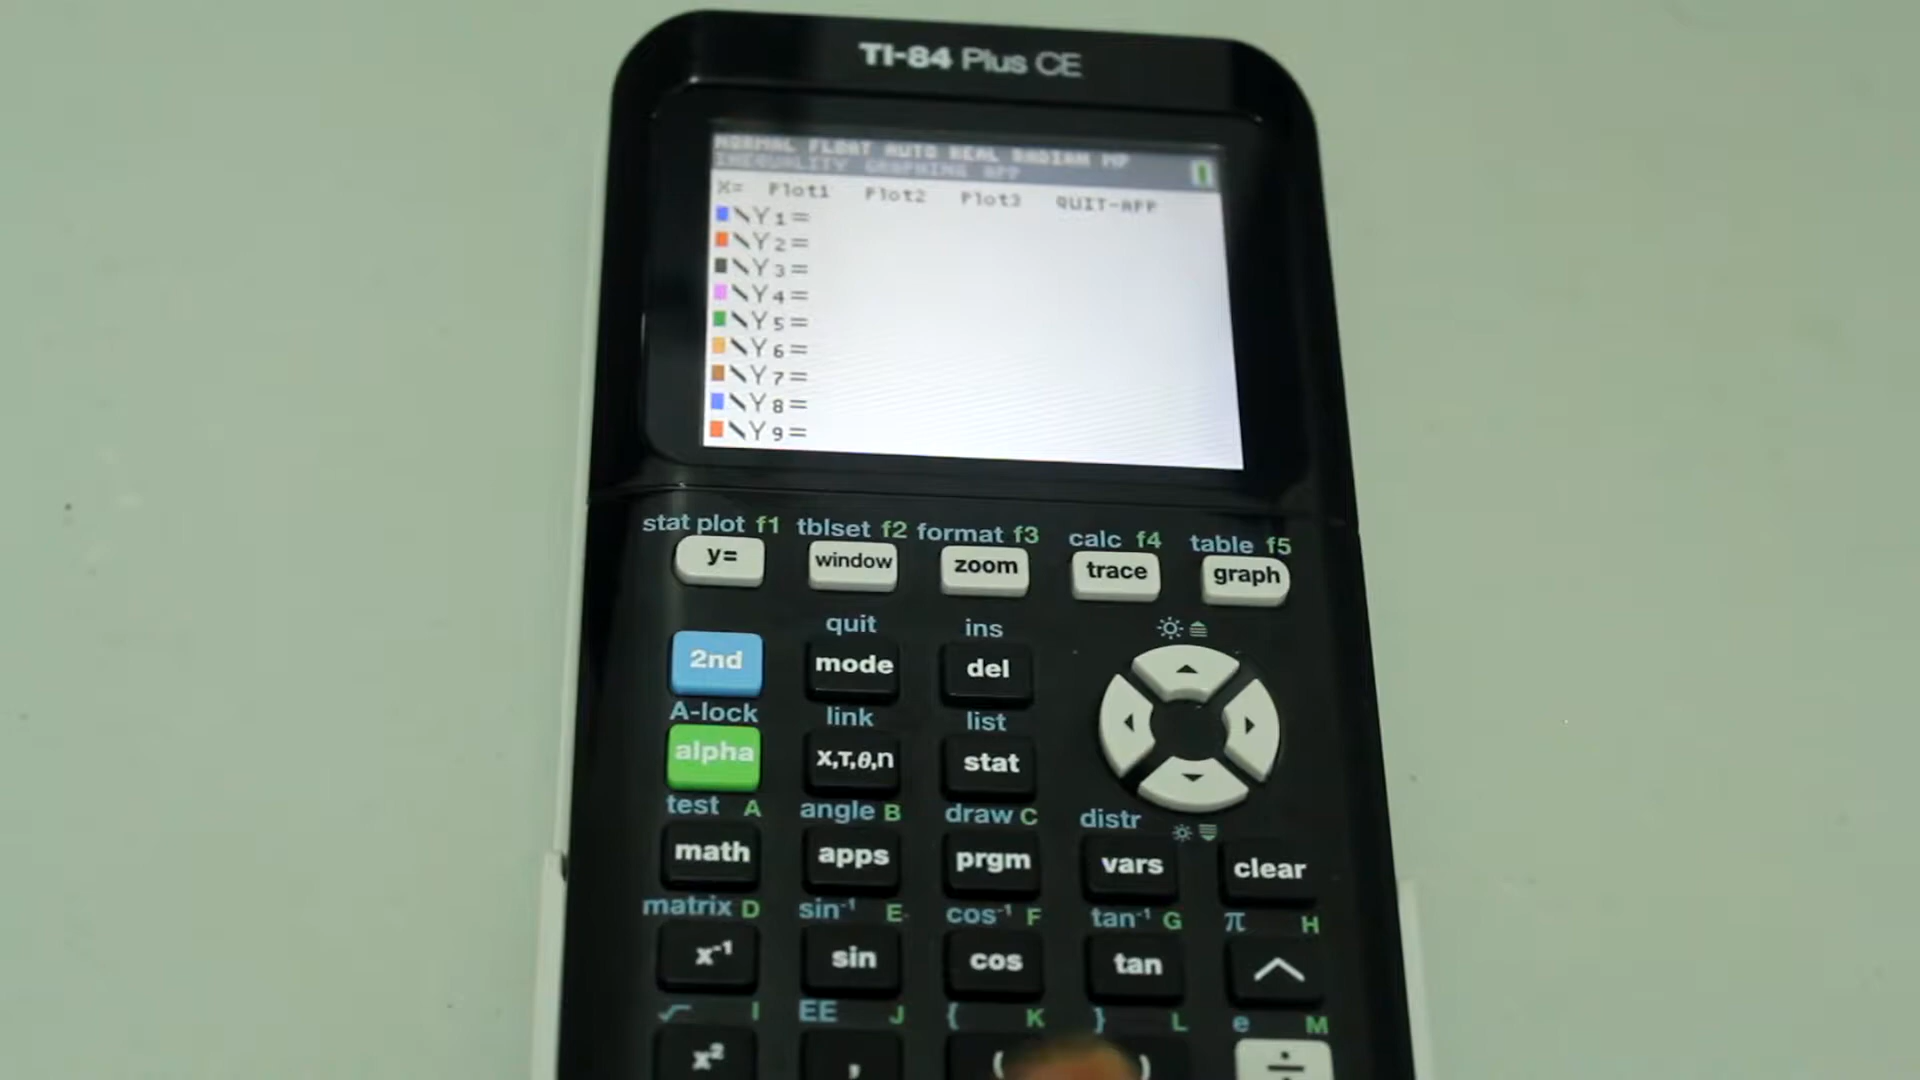 TI-84 Plus CE
NORMAL FLOAT AUTO REAL RADIAN MP
INEQUALITY GRAPHING APP
X= Plot1 Plot2 Plot3 QUIT-APP
\Y1=
\Y2=
\Y3=
\Y4=
\Y5=
\Y6=
\Y7=
\Y8=
\Y9=
stat plot f1 tblset f2 format f3 calc f4 table f5
y= window zoom trace graph
quit ins
2nd mode del
A-lock link list
alpha X,T,θ,n stat
test A angle B draw C distr
math apps prgm vars clear
matrix D sin⁻¹ E cos⁻¹ F tan⁻¹ G π H
x⁻¹ sin cos tan ^
√ I EE J { K } L e M
x² , ( ) ÷